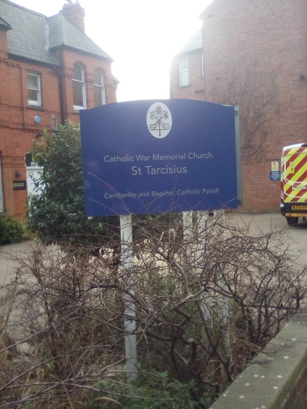 Catholic War Memorial Church
St Tarcisius
Camberley and Bagshot Catholic Parish